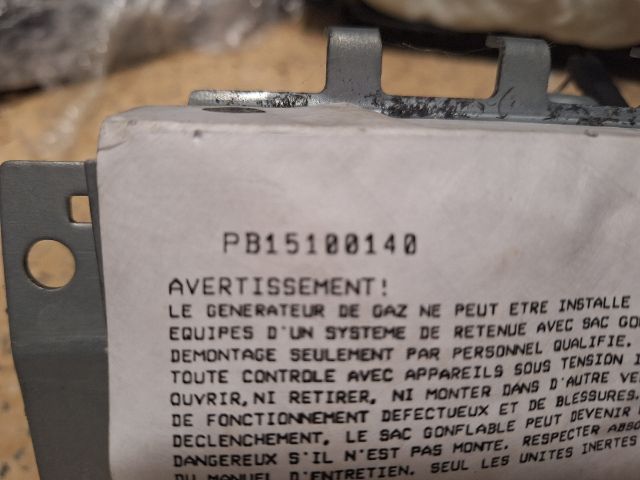 PB15100140
AVERTISSEMENT!
LE GENERATEUR DE GAZ NE PEUT ETRE INSTALLE
EQUIPES D'UN SYSTEME DE RETENUE AVEC SAC
DEMONTAGE SEULEMENT PAR PERSONNEL QUALIFIE.
TOUTE CONTROLE AVEC APPAREILS SOUS TENSION
OUVRIR, NI RETIRER, NI MONTER DANS D'AUTRE
DE FONCTIONNEMENT DEFECTUEUX ET DE BLESSURES.
DECLENCHEMENT, LE SAC GONFLABLE PEUT DEVENIR
DANGEREUX S'IL N'EST PAS MONTE. RESPECTER
DU MANUEL D'ENTRETIEN. SEUL LES UNITES INERTES